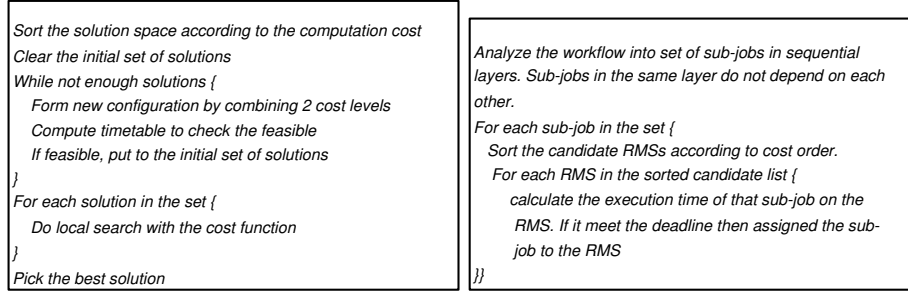 Sort the solution space according to the computation cost
Clear the initial set of solutions
While not enough solutions {
Form new configuration by combining 2 cost levels
Compute timetable to check the feasible
If feasible, put to the initial set of solutions
}
For each solution in the set {
Do local search with the cost function
}
Pick the best solution
Analyze the workflow into set of sub-jobs in sequential
layers. Sub-jobs in the same layer do not depend on each
other.
For each sub-job in the set {
Sort the candidate RMSs according to cost order.
For each RMS in the sorted candidate list {
calculate the execution time of that sub-job on the
RMS. If it meet the deadline then assigned the sub-
job to the RMS
}}